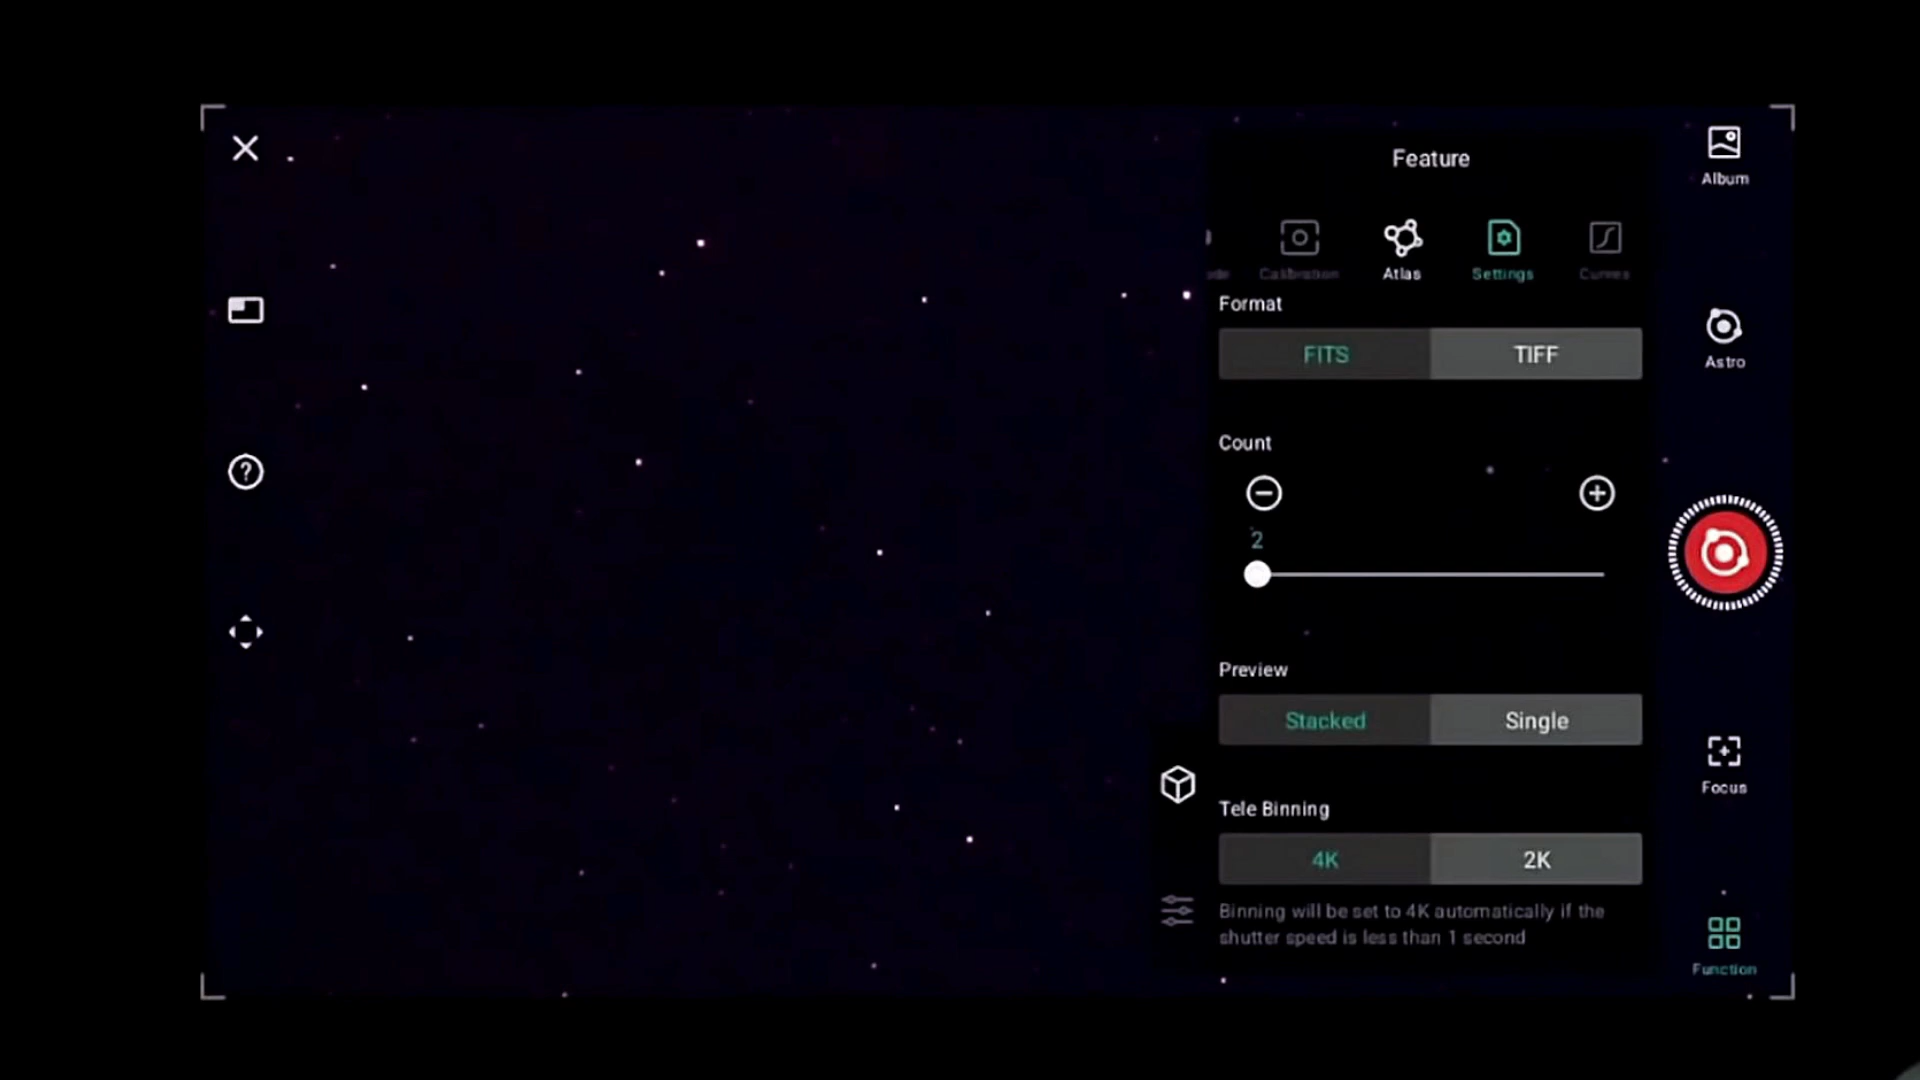 Feature
Album
Calibration
Atlas
Settings
Curves
Format
FITS
TIFF
Astro
Count
2
Preview
Stacked
Single
Focus
Tele Binning
4K
2K
Binning will be set to 4K automatically if the
shutter speed is less than 1 second
Function